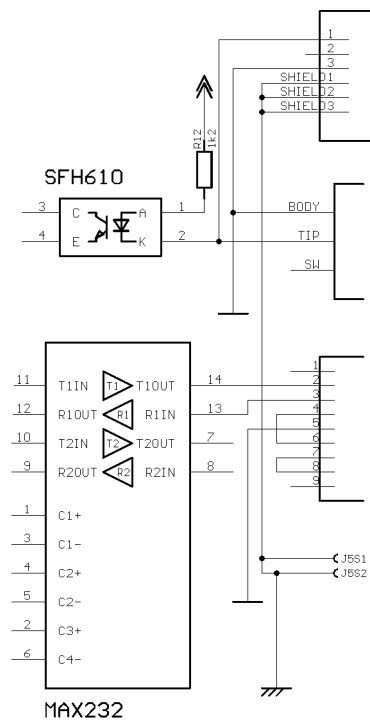 1
2
3
SHIELD1
SHIELD2
SHIELD3
R12
1k2
SFH610
3 C A 1
4 E K 2
BODY
TIP
SW
11 T1IN T1 T1OUT 14
12 R1OUT R1 R1IN 13
10 T2IN T2 T2OUT 7
9 R2OUT R2 R2IN 8
1 C1+
3 C1-
4 C2+
5 C2-
2 C3+
6 C4-
MAX232
1
2
3
4
5
6
7
8
9
J5S1
J5S2